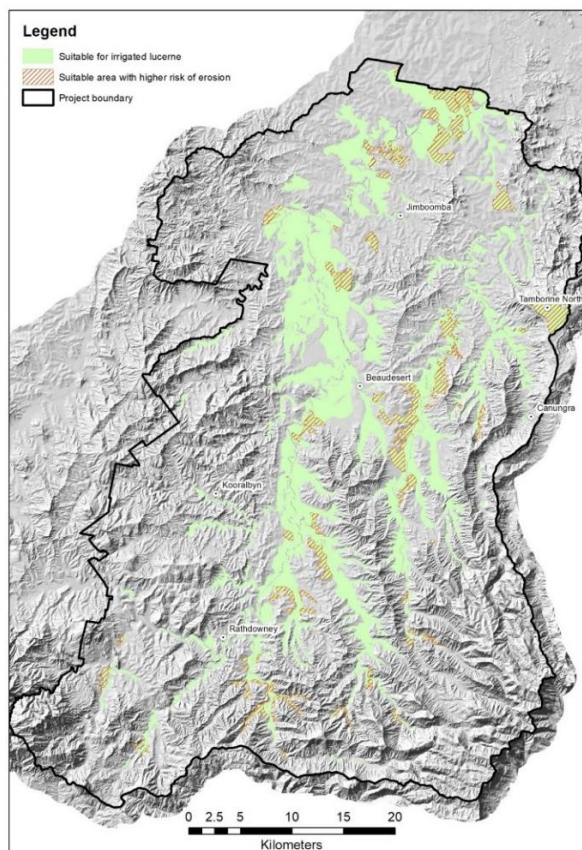 Legend
Suitable for irrigated lucerne
Suitable area with higher risk of erosion
Project boundary
Jimboomba
Tamborine North
Beaudesert
Canungra
Kooralbyn
Rathdowney
0 2.5 5 10 15 20
Kilometers